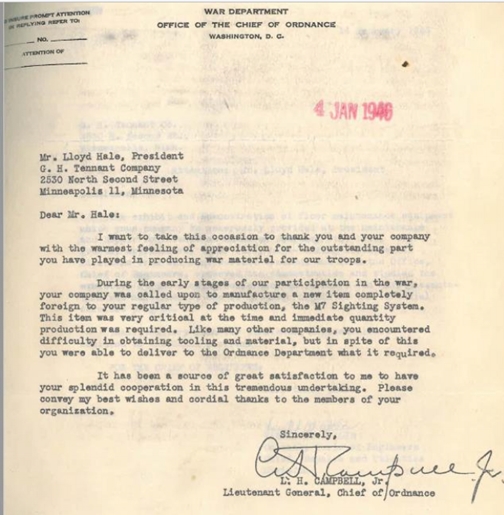 WAR DEPARTMENT
OFFICE OF THE CHIEF OF ORDNANCE
WASHINGTON, D. C.
INSURE PROMPT ATTENTION
REPLYING REFER TO:
No.
ATTENTION OF
4 JAN 1946
Mr. Lloyd Hale, President
G. H. Tennant Company
2530 North Second Street
Minneapolis 11, Minnesota
Dear Mr. Hale:
I want to take this occasion to thank you and your company
with the warmest feeling of appreciation for the outstanding part
you have played in producing war material for our troops.
During the early stages of our participation in the war,
your company was called upon to manufacture a new item completely
foreign to your regular type of production, the M7 Sighting System.
This item was very critical at the time and immediate quantity
production was required. Like many other companies, you encountered
difficulty in obtaining tooling and material, but in spite of this
you were able to deliver to the Ordnance Department what it required.
It has been a source of great satisfaction to me to have
your splendid cooperation in this tremendous undertaking. Please
convey my best wishes and cordial thanks to the members of your
organization.
Sincerely,
L. H. CAMPBELL, Jr.
Lieutenant General, Chief of Ordnance